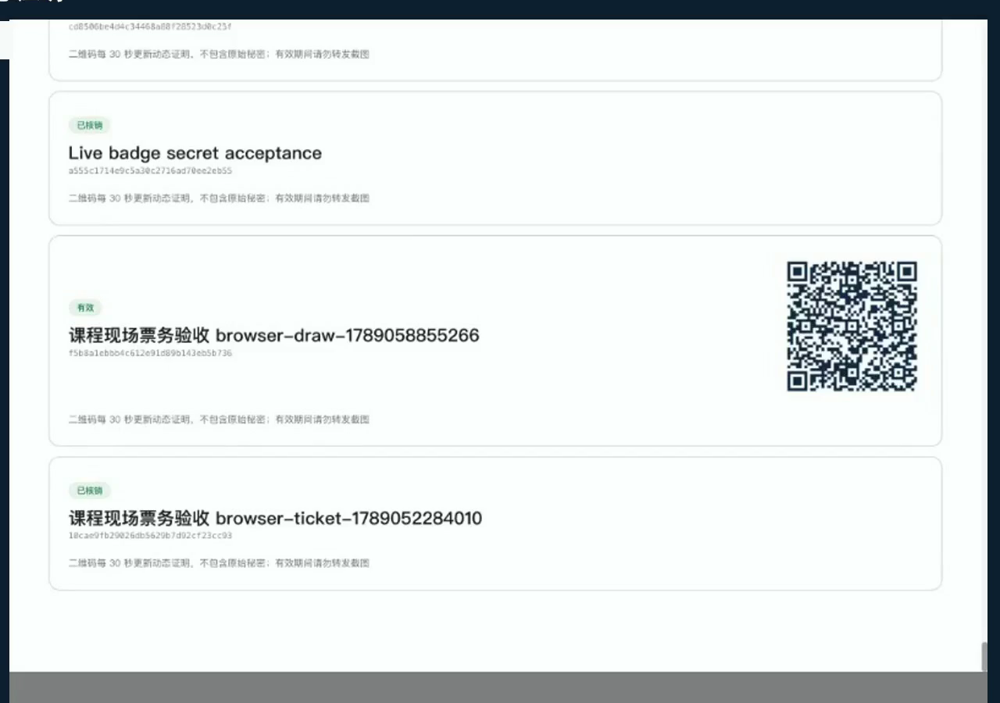 二维码每 30 秒更新动态证明，不包含原始秘密；有效期间请勿转发截图
已核销
Live badge secret acceptance
a555c1714e9c5a30c2716ad70ee2eb55
二维码每 30 秒更新动态证明，不包含原始秘密；有效期间请勿转发截图
有效
课程现场票务验收 browser-draw-1789058855266
二维码每 30 秒更新动态证明，不包含原始秘密；有效期间请勿转发截图
已核销
课程现场票务验收 browser-ticket-1789052284010
二维码每 30 秒更新动态证明，不包含原始秘密；有效期间请勿转发截图